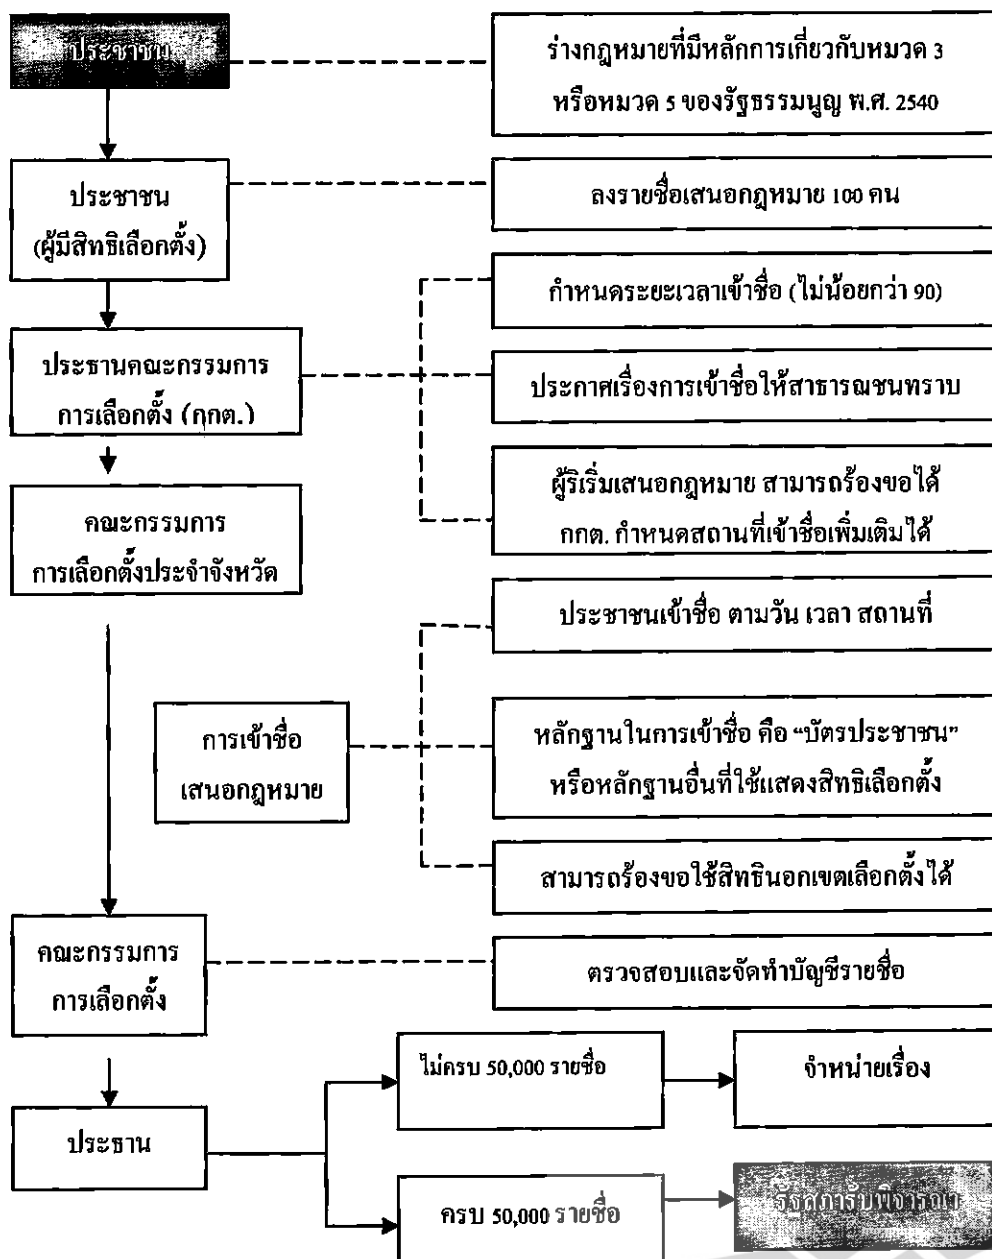 ประชาชน
ร่างกฎหมายที่มีหลักการเกี่ยวกับหมวด 3
หรือหมวด 5 ของรัฐธรรมนูญ พ.ศ. 2540
ประชาชน
(ผู้มีสิทธิเลือกตั้ง)
ลงรายชื่อเสนอกฎหมาย 100 คน
กำหนดระยะเวลาเข้าชื่อ (ไม่น้อยกว่า 90)
ประธานคณะกรรมการ
การเลือกตั้ง (กกต.)
ประกาศเรื่องการเข้าชื่อให้สาธารณชนทราบ
ผู้ริเริ่มเสนอกฎหมาย สามารถร้องขอได้
กกต. กำหนดสถานที่เข้าชื่อเพิ่มเติมได้
คณะกรรมการ
การเลือกตั้งประจำจังหวัด
ประชาชนเข้าชื่อ ตามวัน เวลา สถานที่
การเข้าชื่อ
เสนอกฎหมาย
หลักฐานในการเข้าชื่อ คือ “บัตรประชาชน”
หรือหลักฐานอื่นที่ใช้แสดงสิทธิเลือกตั้ง
สามารถร้องขอใช้สิทธินอกเขตเลือกตั้งได้
คณะกรรมการ
การเลือกตั้ง
ตรวจสอบและจัดทำบัญชีรายชื่อ
ไม่ครบ 50,000 รายชื่อ
จำหน่ายเรื่อง
ประธาน
ครบ 50,000 รายชื่อ
รัฐสภารับพิจารณา